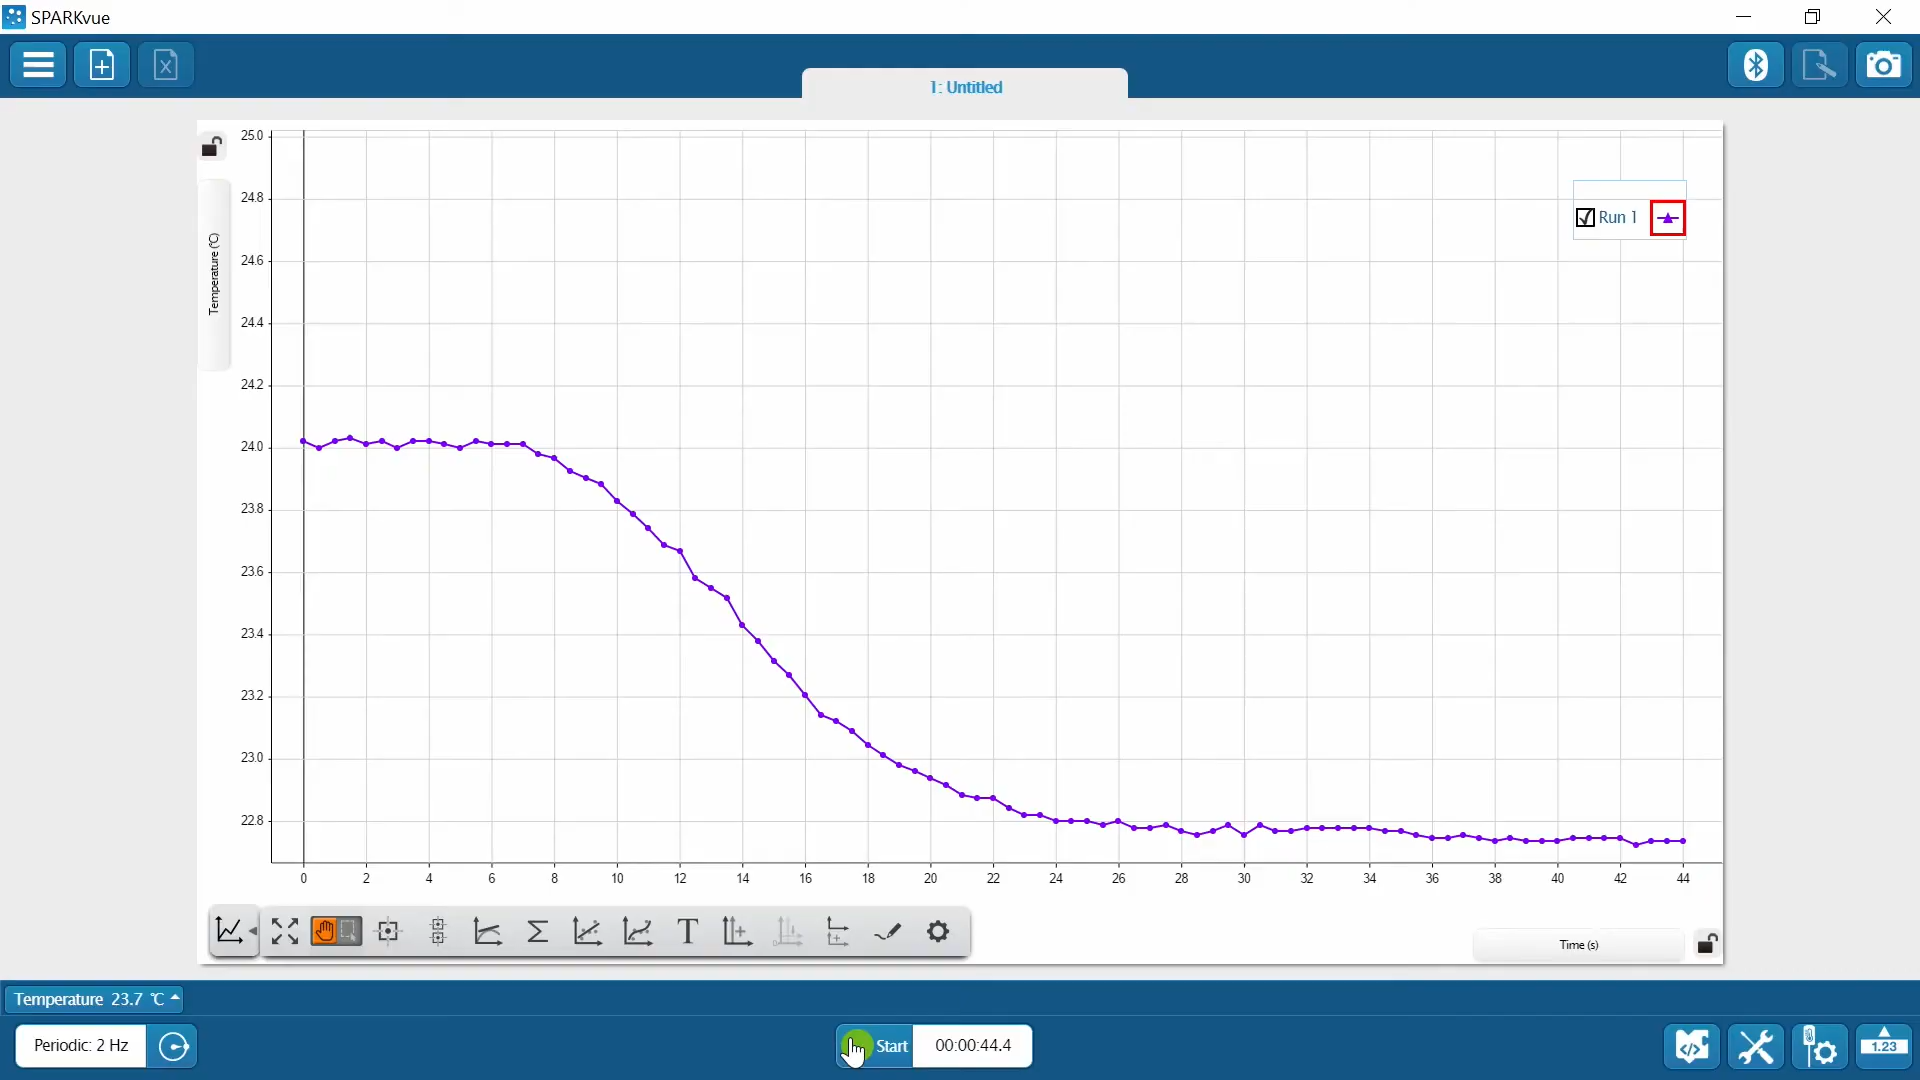 SPARKvue
1: Untitled
25.0
24.8
24.6
24.4
24.2
24.0
23.8
23.6
23.4
23.2
23.0
22.8
Temperature (℃)
Run 1
0 2 4 6 8 10 12 14 16 18 20 22 24 26 28 30 32 34 36 38 40 42 44
T
Time (s)
Temperature 23.7 ℃
Periodic: 2 Hz
Start 00:00:44.4
1.23